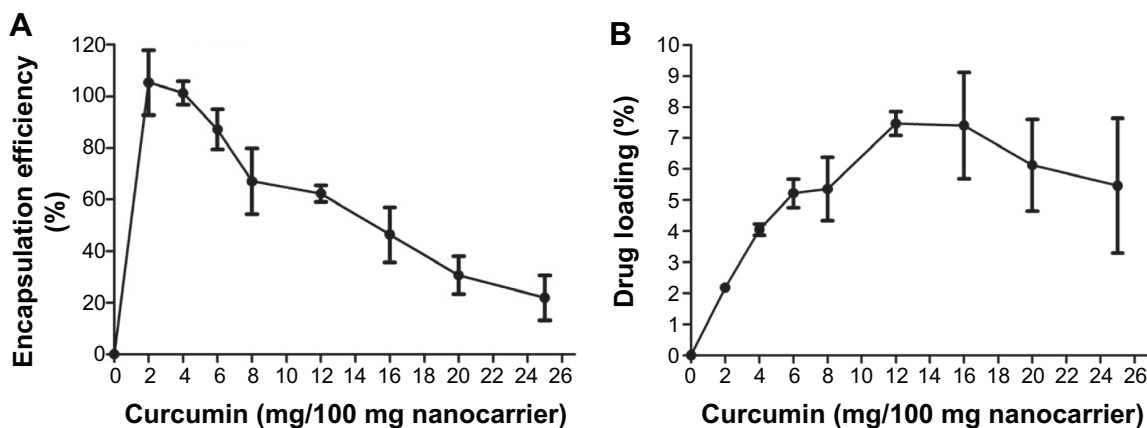 A
Encapsulation efficiency
(%)
120
100
80
60
40
20
0
0 2 4 6 8 10 12 14 16 18 20 22 24 26
Curcumin (mg/100 mg nanocarrier)
B
Drug loading (%)
10
9
8
7
6
5
4
3
2
1
0
0 2 4 6 8 10 12 14 16 18 20 22 24 26
Curcumin (mg/100 mg nanocarrier)